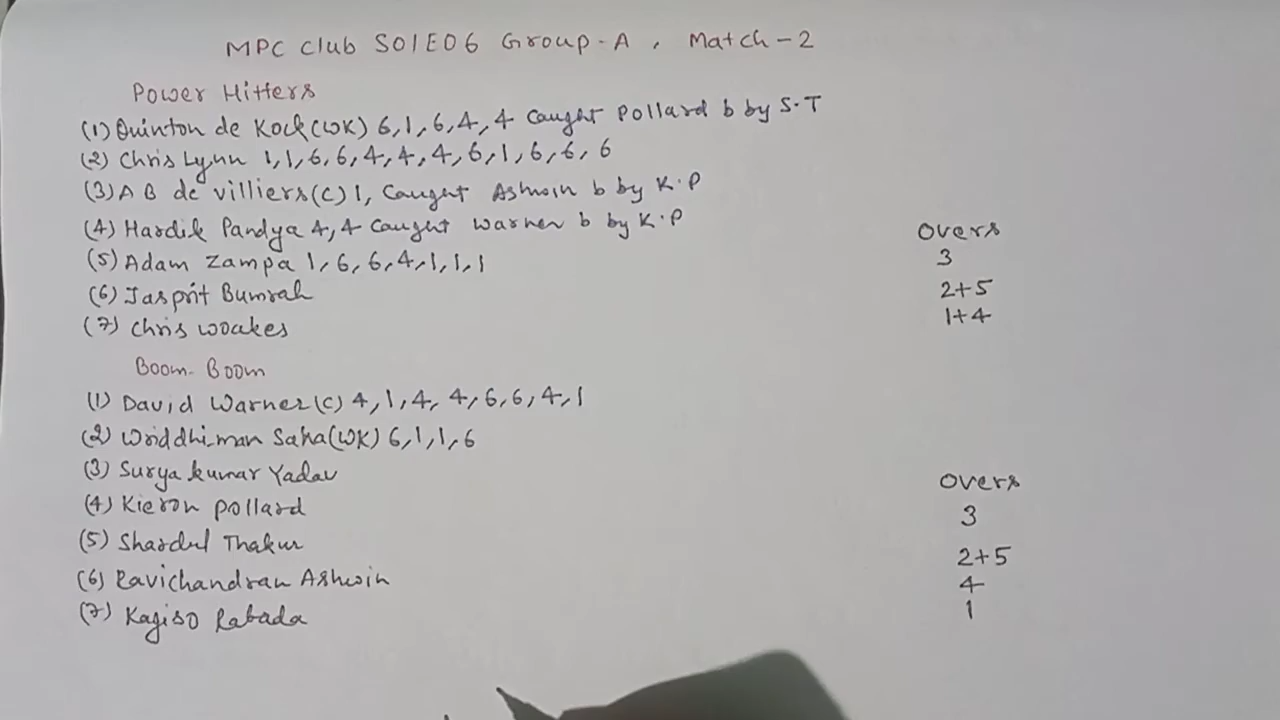 MPC Club S01E06 Group-A , Match-2
Power Hitters
(1) Quinton de Kock(WK) 6,1,6,4,4 Caught Pollard b by S.T
(2) Chris Lynn 1,1,6,6,4,4,4,6,1,6,6,6
(3) A B de villiers(C) 1, Caught Ashwin b by K.P
(4) Hardik Pandya 4,4 Caught Warner b by K.P
Overs
(5) Adam Zampa 1,6,6,4,1,1,1 3
(6) Jasprit Bumrah 2+5
(7) Chris Woakes 1+4
Boom-Boom
(1) David Warner(C) 4,1,4,4,6,6,4,1
(2) Wriddhi-man Saha(WK) 6,1,1,6
(3) Surya kumar Yadav
Overs
(4) Kieron Pollard 3
(5) Shardul Thakur 2+5
(6) Ravichandran Ashwin 4
(7) Kagiso Rabada 1